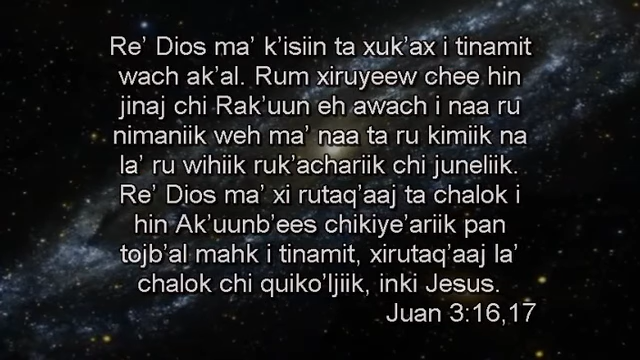 Re’ Dios ma’ k’isiin ta xuk’ax i tinamit
wach ak’al. Rum xiruyeew chee hin
jinaj chi Rak’uun eh awach i naa ru
nimaniik weh ma’ naa ta ru kimiik na
la’ ru wihiik ruk’achariik chi juneliik.
Re’ Dios ma’ xi rutaq’aaj ta chalok i
hin Ak’uunb’ees chikiye’ariik pan
tojb’al mahk i tinamit, xirutaq’aaj la’
chalok chi quiko’ljiik, inki Jesus.
Juan 3:16,17